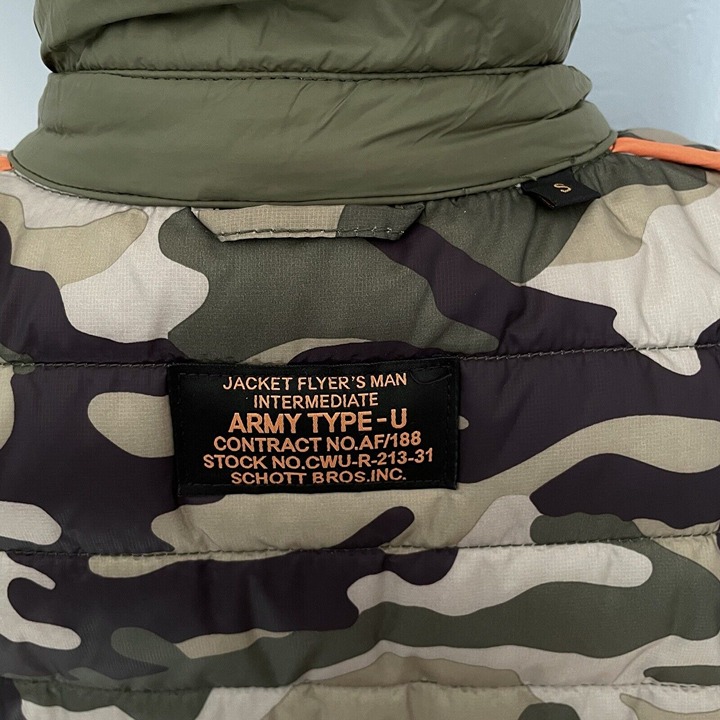 S
JACKET FLYER'S MAN
INTERMEDIATE
ARMY TYPE-U
CONTRACT NO.AF/188
STOCK NO.CWU-R-213-31
SCHOTT BROS.INC.